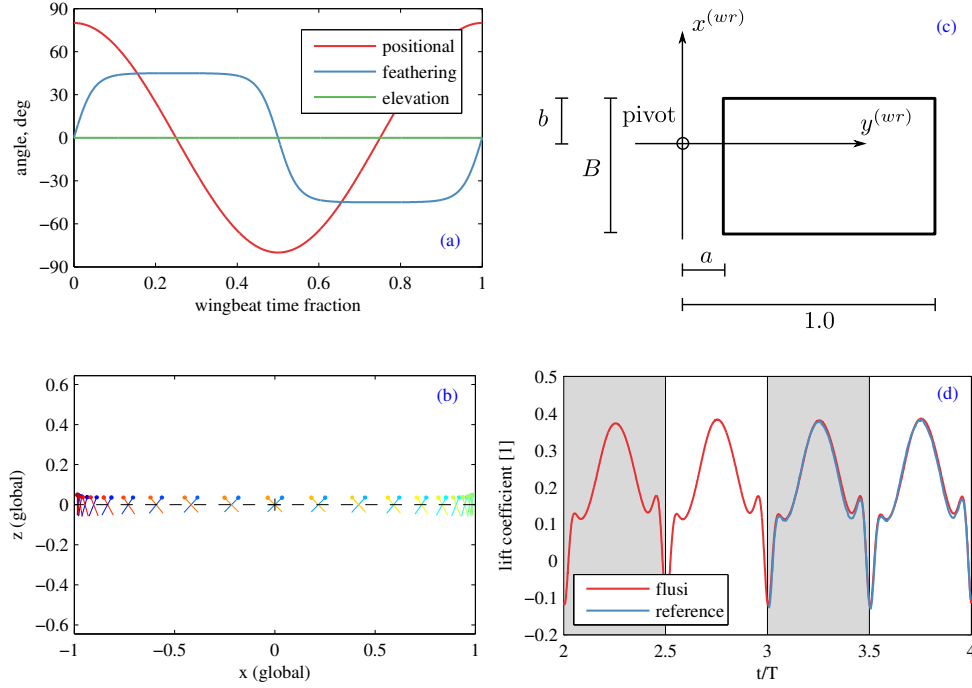 90
60
30
0
−30
−60
−90
angle, deg
positional
feathering
elevation
(a)
0
0.2
0.4
0.6
0.8
1
wingbeat time fraction
x^(wr)
(c)
b
B
pivot
y^(wr)
a
1.0
0.6
0.4
0.2
0
−0.2
−0.4
−0.6
z (global)
(b)
−1
−0.5
0
0.5
1
x (global)
0.5
0.4
0.3
0.2
0.1
0
−0.1
−0.2
lift coefficient [1]
(d)
flusi
reference
2
2.5
3
3.5
4
t/T